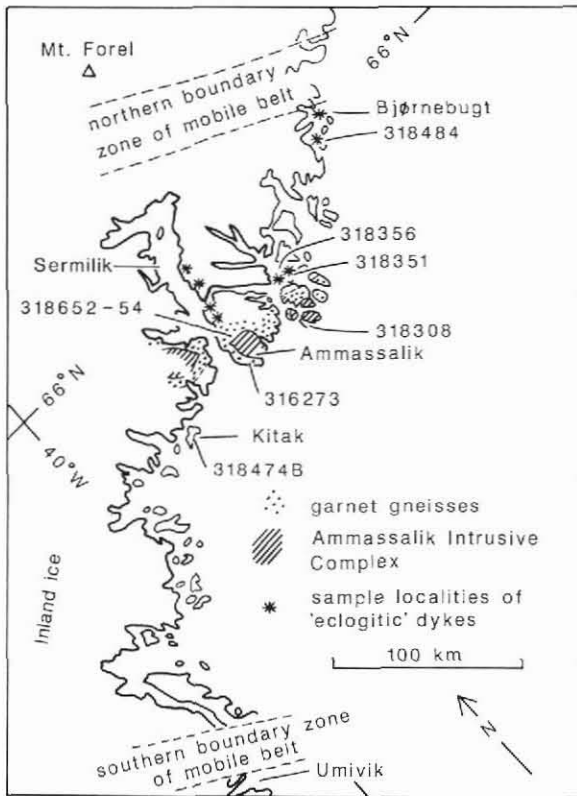 Mt. Forel
66°N
northern boundary
zone of mobile belt
Bjørnebugt
318484
318356
318351
Sermilik
318652-54
318308
Ammassalik
316273
66°N
40°W
Kitak
318474B
garnet gneisses
Ammassalik Intrusive
Complex
sample localities of
'eclogitic' dykes
Inland ice
100 km
N
southern boundary zone
of mobile belt
Umivik